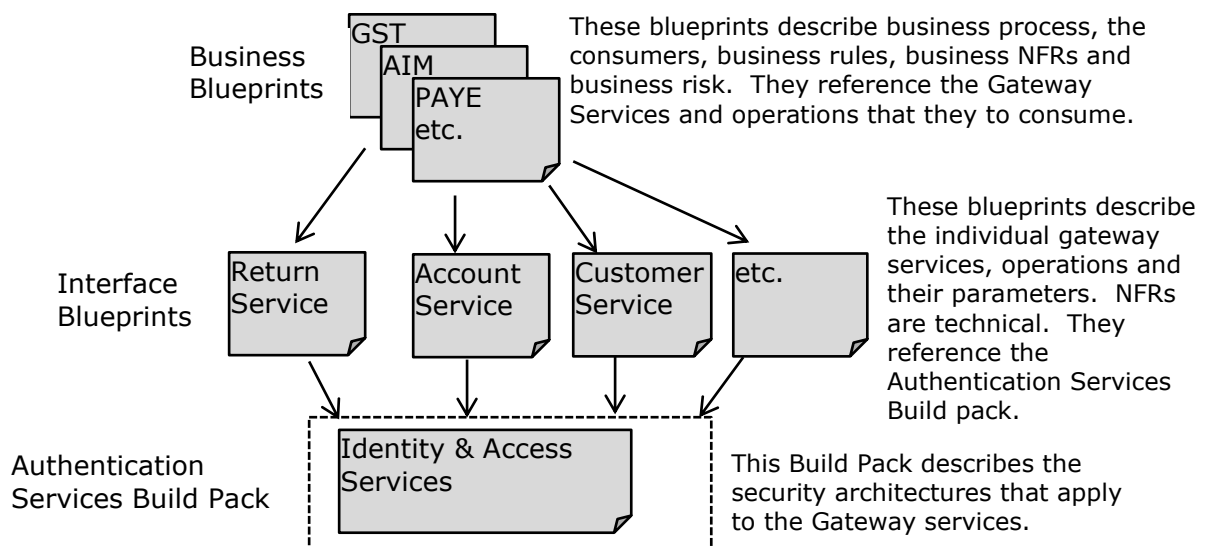 GST
AIM
PAYE
etc.
Business
Blueprints
These blueprints describe business process, the
consumers, business rules, business NFRs and
business risk.  They reference the Gateway
Services and operations that they to consume.
Interface
Blueprints
Return
Service
Account
Service
Customer
Service
etc.
These blueprints describe
the individual gateway
services, operations and
their parameters.  NFRs
are technical.  They
reference the
Authentication Services
Build pack.
Authentication
Services Build Pack
Identity & Access
Services
This Build Pack describes the
security architectures that apply
to the Gateway services.